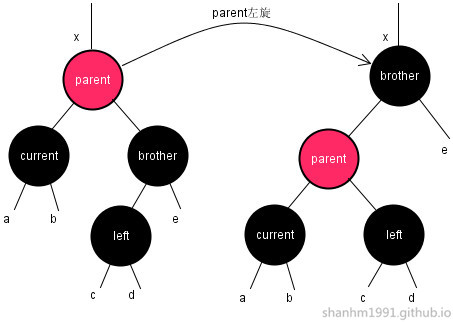 parent左旋
x
parent
current
brother
a
b
left
e
c
d
x
brother
parent
e
current
left
a
b
c
d
shanhm1991.github.io